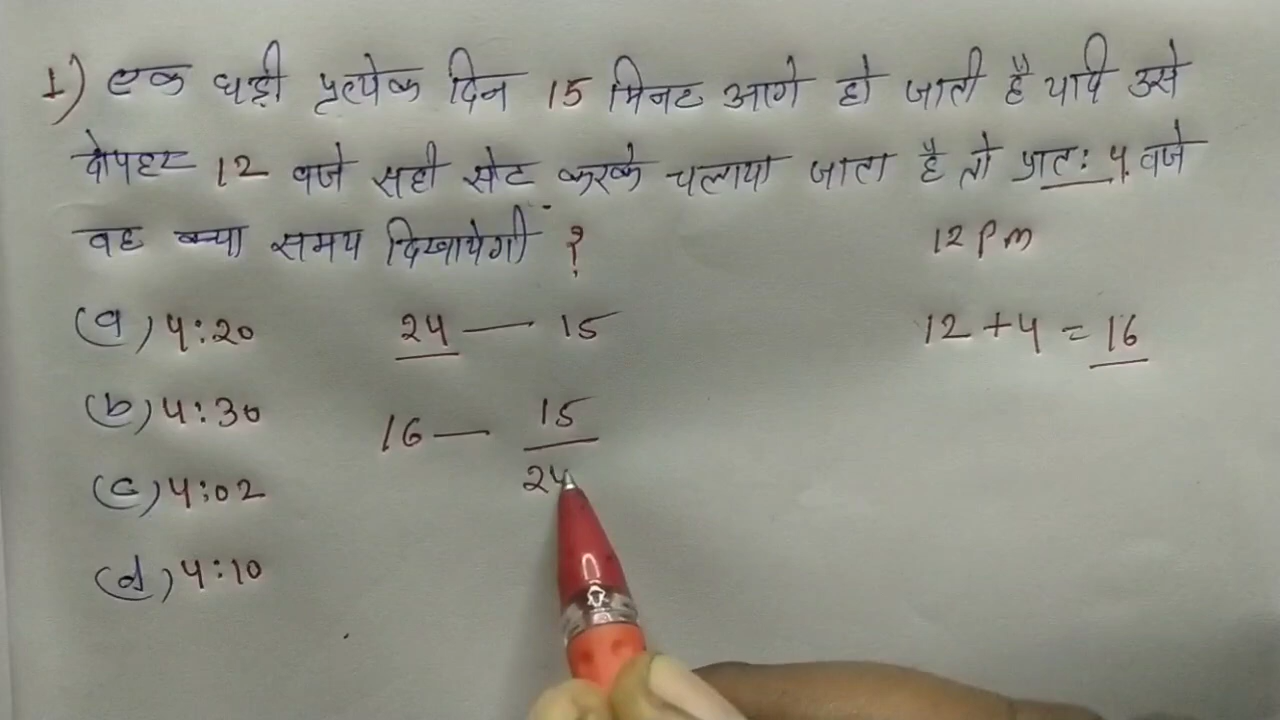 1) एक घड़ी प्रत्येक दिन 15 मिनट आगे हो जाती है यदि उसे
दोपहर 12 बजे सही सेट करके चलाया जाता है तो प्रात: 4 बजे
वह क्या समय दिखायेगी ?
12 pm
(a) 4:20
24 — 15
12 + 4 = 16
(b) 4:30
16 — 15
24
(c) 4:02
(d) 4:10